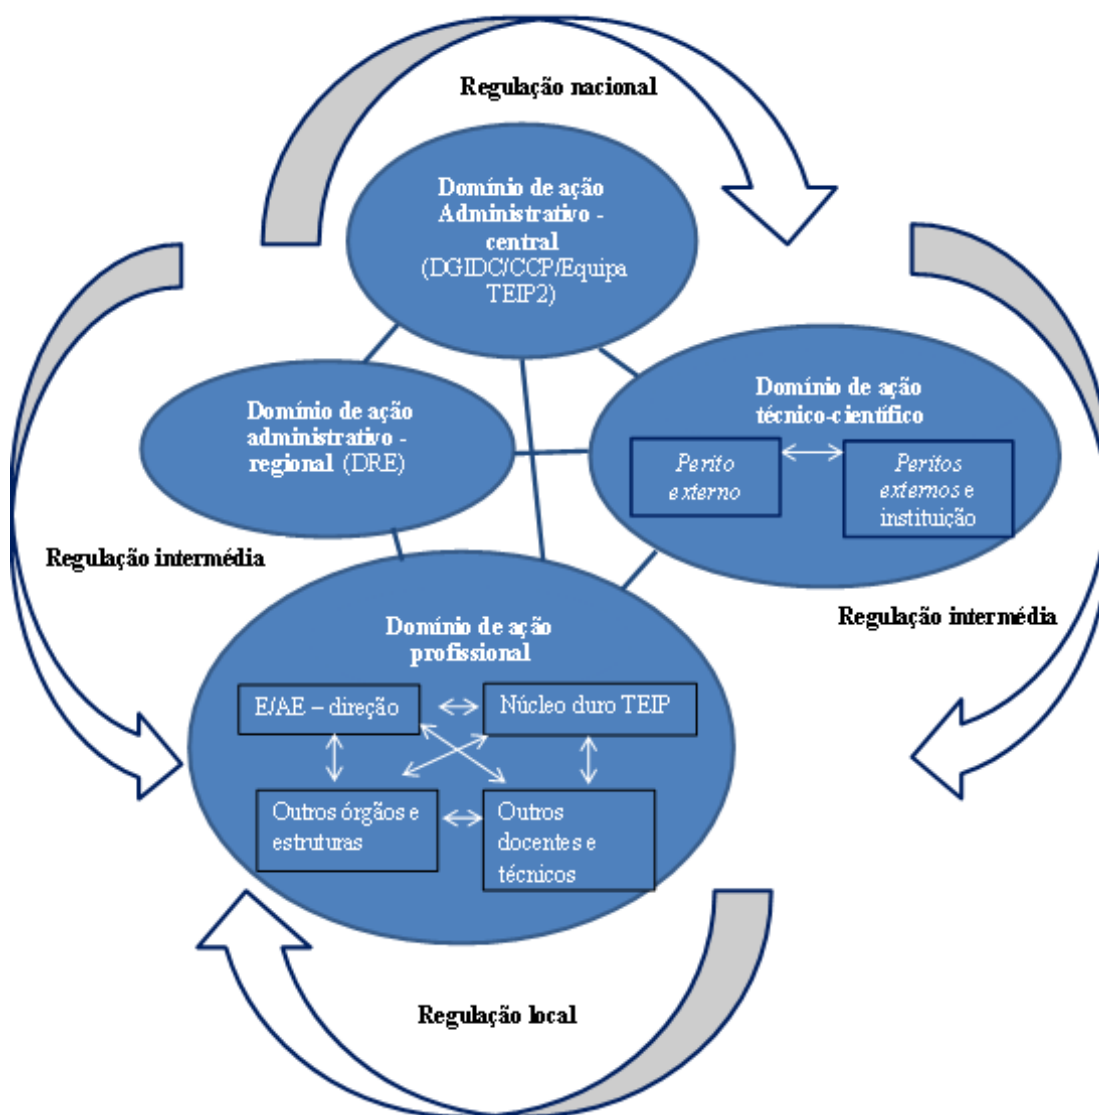 Regulação nacional
Domínio de ação
Administrativo -
central
(DGIDC/CCP/Equipa
TEIP2)
Domínio de ação
administrativo -
regional (DRE)
Domínio de ação
técnico-científico
Perito
externo
Peritos
externos e
instituição
Regulação intermédia
Regulação intermédia
Domínio de ação
profissional
E/AE – direção
Núcleo duro TEIP
Outros órgãos e
estruturas
Outros
docentes e
técnicos
Regulação local